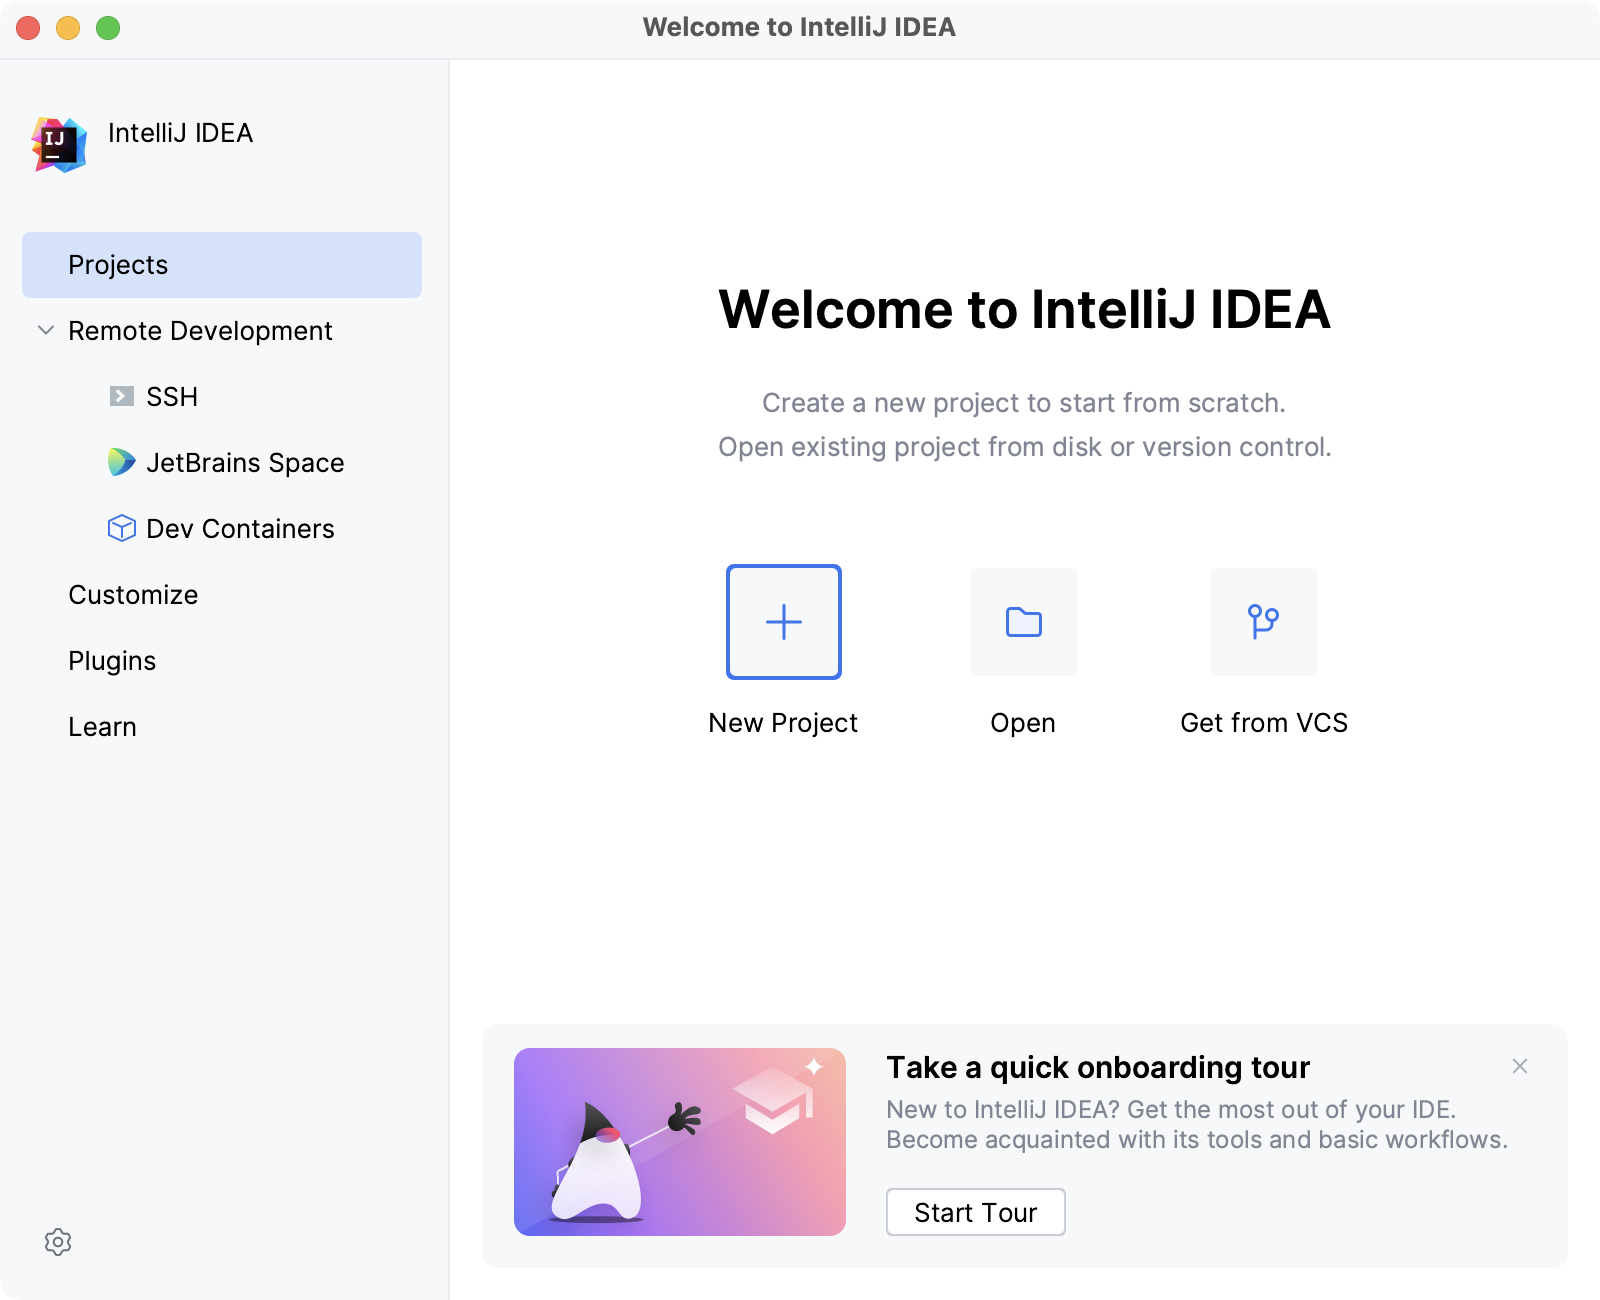 Welcome to IntelliJ IDEA
IJ
IntelliJ IDEA
Projects
Remote Development
SSH
JetBrains Space
Dev Containers
Customize
Plugins
Learn
Welcome to IntelliJ IDEA
Create a new project to start from scratch.
Open existing project from disk or version control.
New Project
Open
Get from VCS
Take a quick onboarding tour
New to IntelliJ IDEA? Get the most out of your IDE.
Become acquainted with its tools and basic workflows.
Start Tour